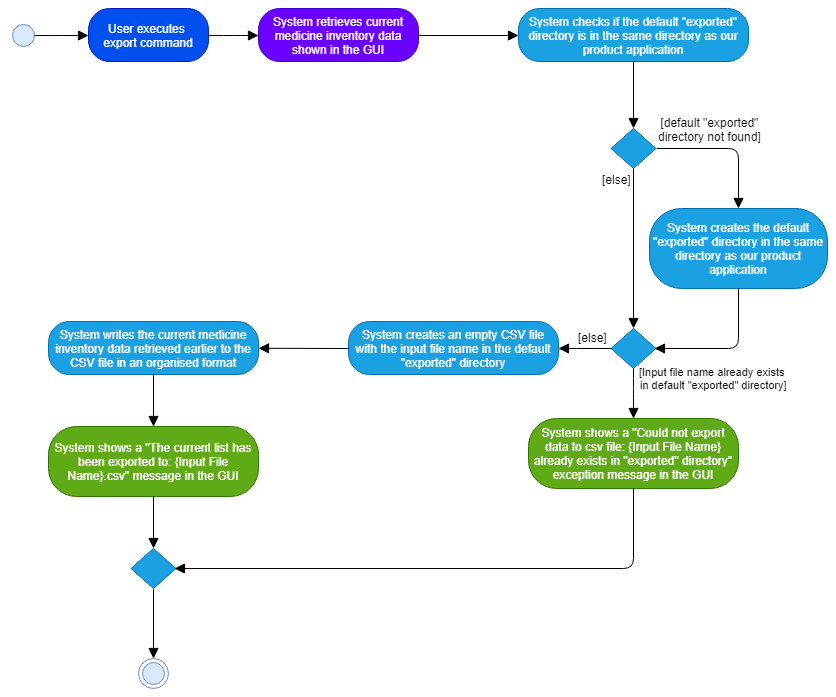 User executes
export command
System retrieves current
medicine inventory data
shown in the GUI
System checks if the default "exported"
directory is in the same directory as our
product application
[default "exported"
directory not found]
[else]
System creates the default
"exported" directory in the same
directory as our product
application
System writes the current medicine
inventory data retrieved earlier to the
CSV file in an organised format
System creates an empty CSV file
with the input file name in the default
"exported" directory
[else]
[Input file name already exists
in default "exported" directory]
System shows a "The current list has
been exported to: {Input File
Name}.csv" message in the GUI
System shows a "Could not export
data to csv file: {Input File Name}
already exists in "exported" directory"
exception message in the GUI